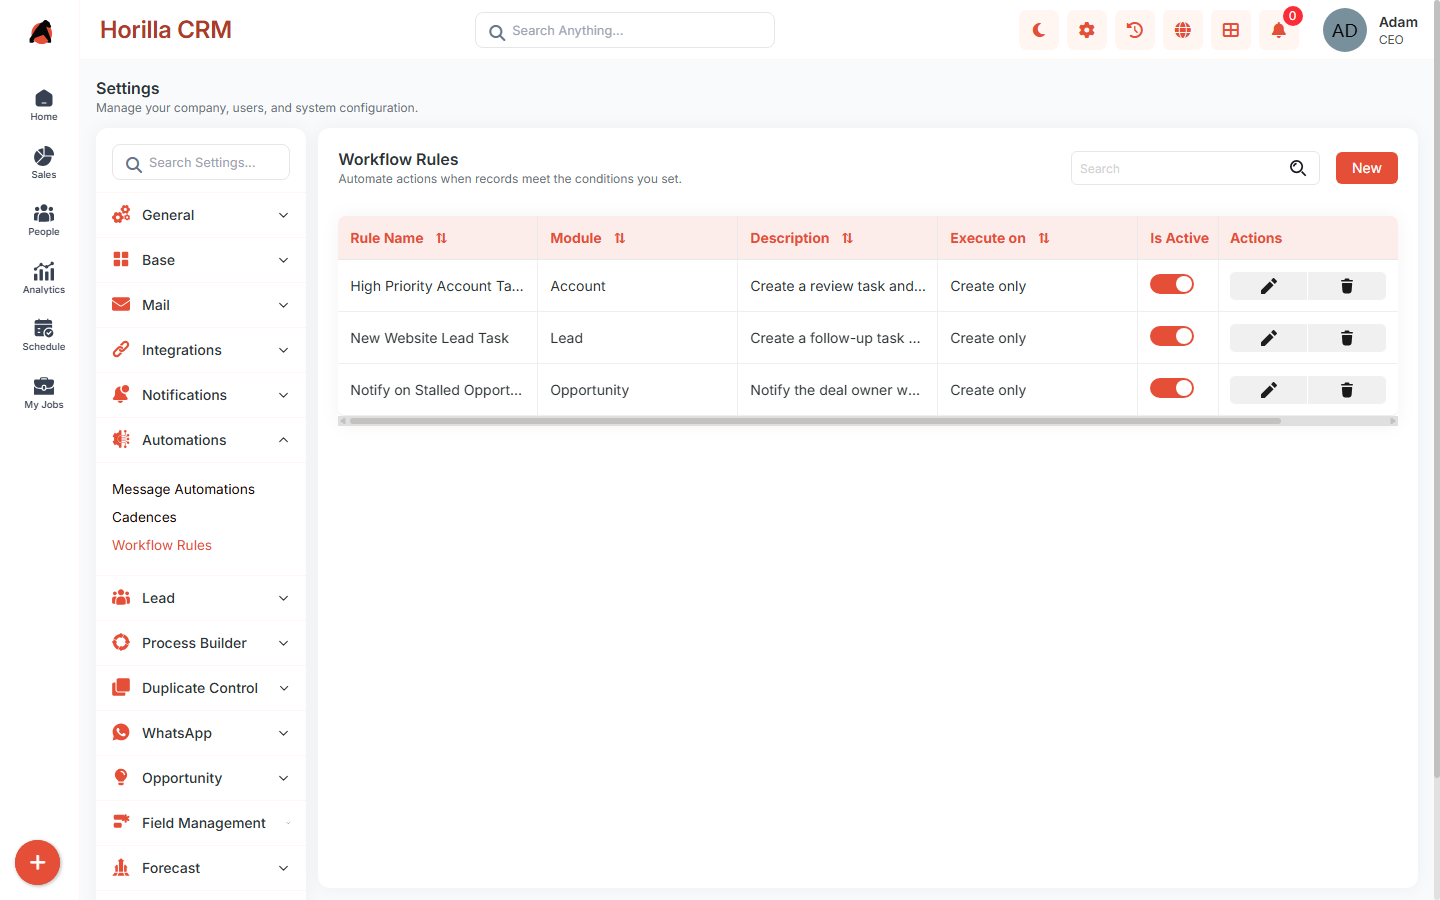 Horilla CRM
Search Anything...
0
AD
Adam
CEO
Home
Sales
People
Analytics
Schedule
My Jobs
Settings
Manage your company, users, and system configuration.
Search Settings...
General
Base
Mail
Integrations
Notifications
Automations
Message Automations
Cadences
Workflow Rules
Lead
Process Builder
Duplicate Control
WhatsApp
Opportunity
Field Management
Forecast
Workflow Rules
Automate actions when records meet the conditions you set.
Search
New
Rule Name Module Description Execute on Is Active Actions
High Priority Account Ta... Account Create a review task and... Create only
New Website Lead Task Lead Create a follow-up task ... Create only
Notify on Stalled Opport... Opportunity Notify the deal owner w... Create only